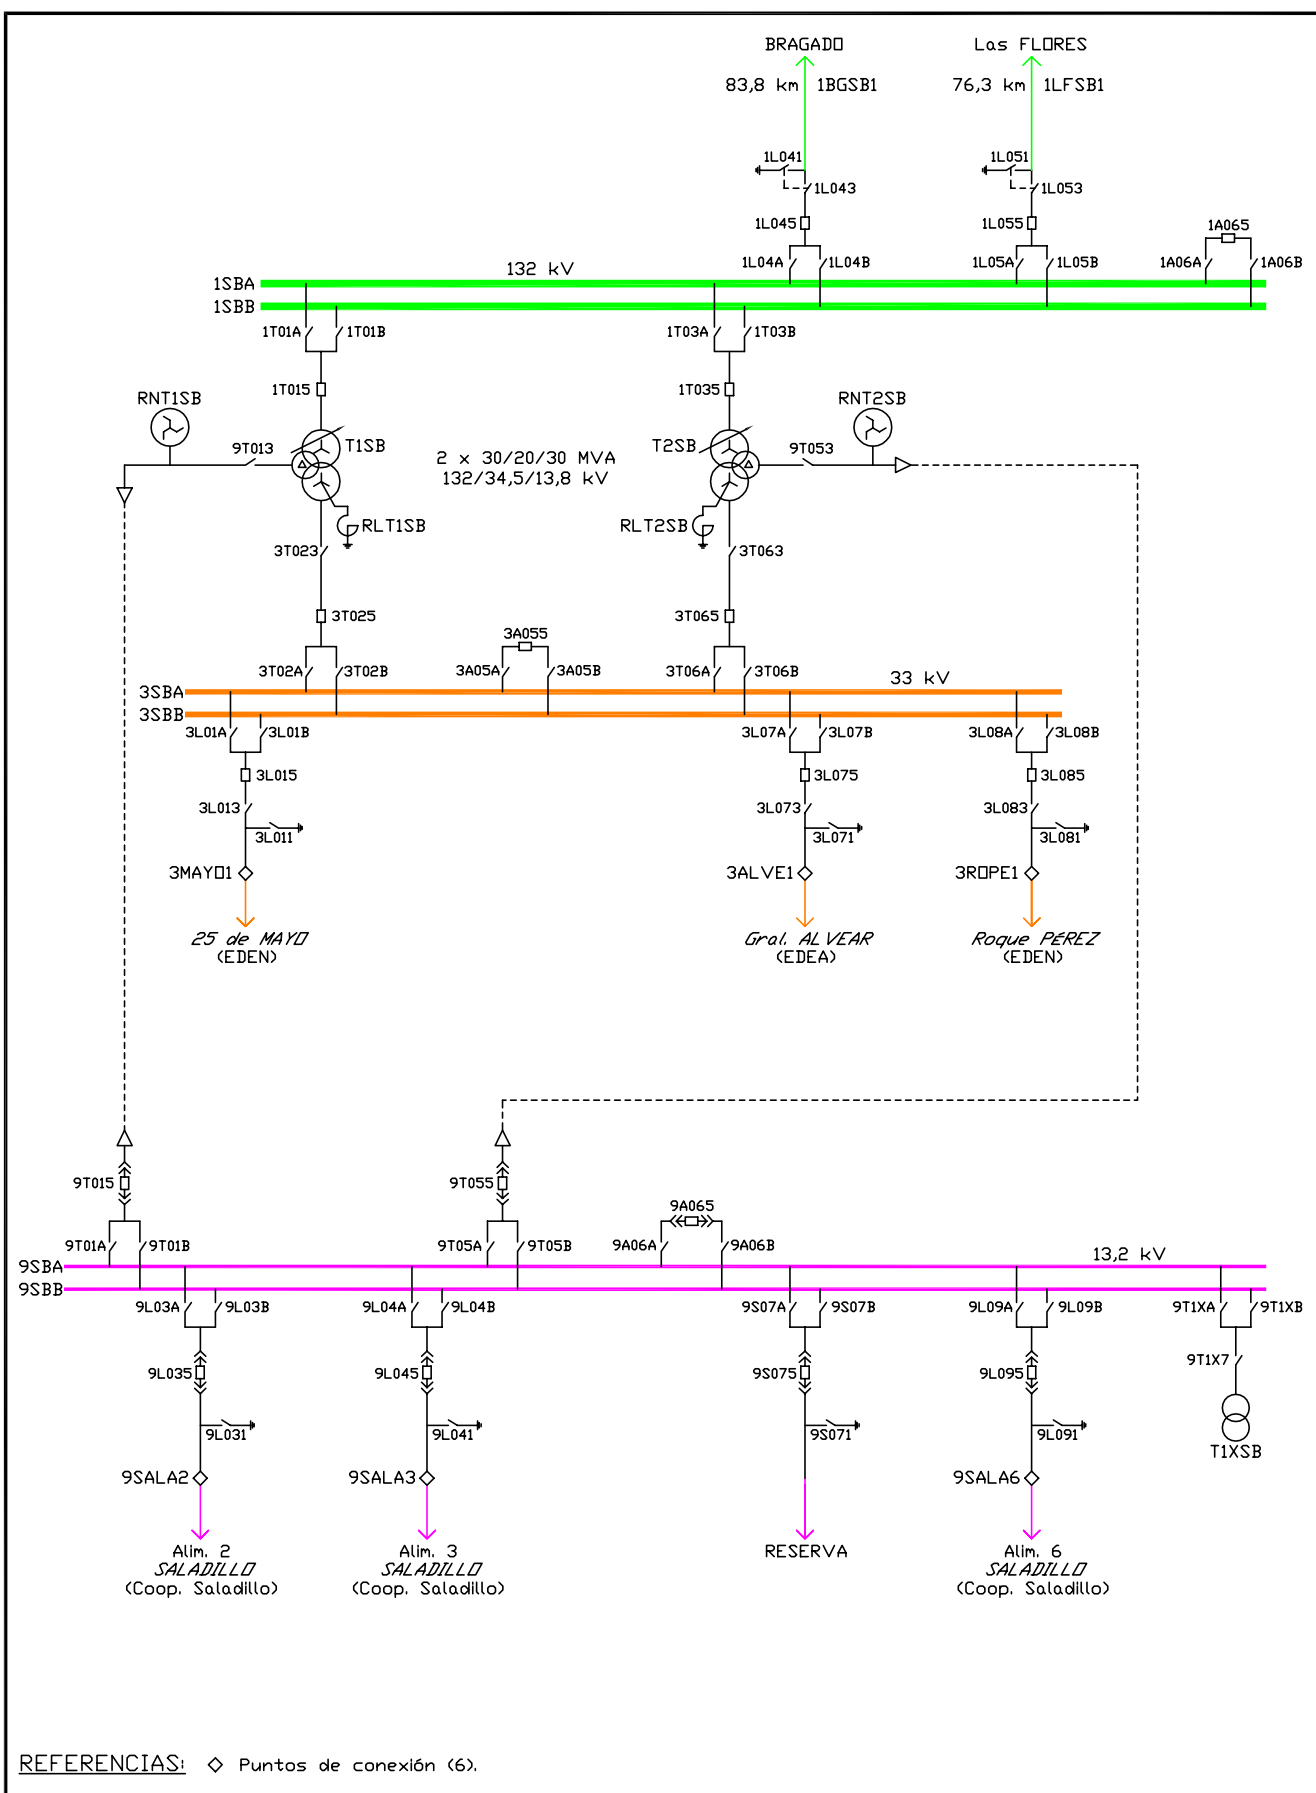 BRAGADO
Las FLORES
83,8 km 1BGSB1
76,3 km 1LFSB1
1L041
1L051
1L043
1L053
1L045
1L055
1A065
1L04A
1L04B
1L05A
1L05B
1A06A
1A06B
132 kV
1SBA
1SBB
1T01A
1T01B
1T03A
1T03B
1T015
1T035
RNT1SB
RNT2SB
9T013
T1SB
T2SB
9T053
2 x 30/20/30 MVA
132/34,5/13,8 kV
RLT1SB
RLT2SB
3T023
3T063
3T025
3T065
3A055
3T02A
3T02B
3A05A
3A05B
3T06A
3T06B
33 kV
3SBA
3SBB
3L01A
3L01B
3L07A
3L07B
3L08A
3L08B
3L015
3L075
3L085
3L013
3L073
3L083
3L011
3L071
3L081
3MAYO1
3ALVE1
3ROPE1
25 de MAYO
(EDEN)
Gral. ALVEAR
(EDEA)
Roque PÉREZ
(EDEN)
9T015
9T055
9A065
9T01A
9T01B
9T05A
9T05B
9A06A
9A06B
13,2 kV
9SBA
9SBB
9L03A
9L03B
9L04A
9L04B
9S07A
9S07B
9L09A
9L09B
9T1XA
9T1XB
9L035
9L045
9S075
9L095
9T1X7
9L031
9L041
9S071
9L091
T1XSB
9SALA2
9SALA3
9SALA6
Alim. 2
SALADILLO
(Coop. Saladillo)
Alim. 3
SALADILLO
(Coop. Saladillo)
RESERVA
Alim. 6
SALADILLO
(Coop. Saladillo)
REFERENCIAS: ◇ Puntos de conexión (6).